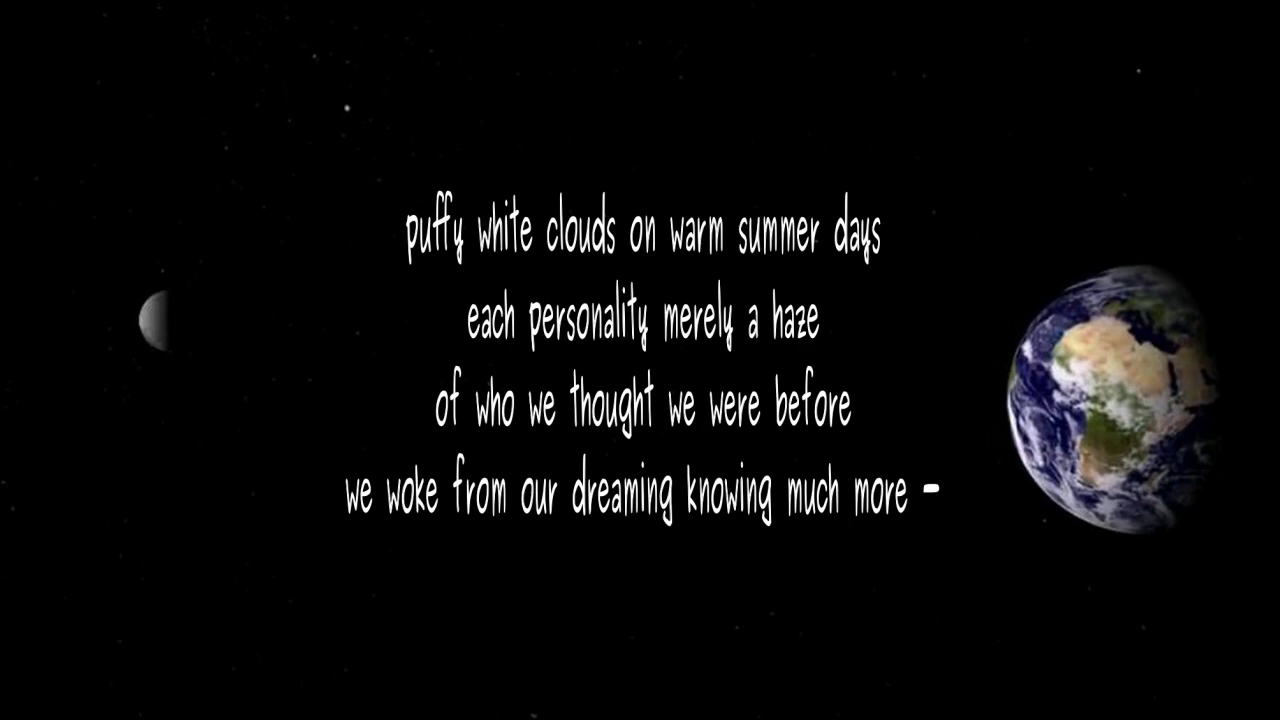 puffy white clouds on warm summer days
each personality merely a haze
of who we thought we were before
we woke from our dreaming knowing much more -